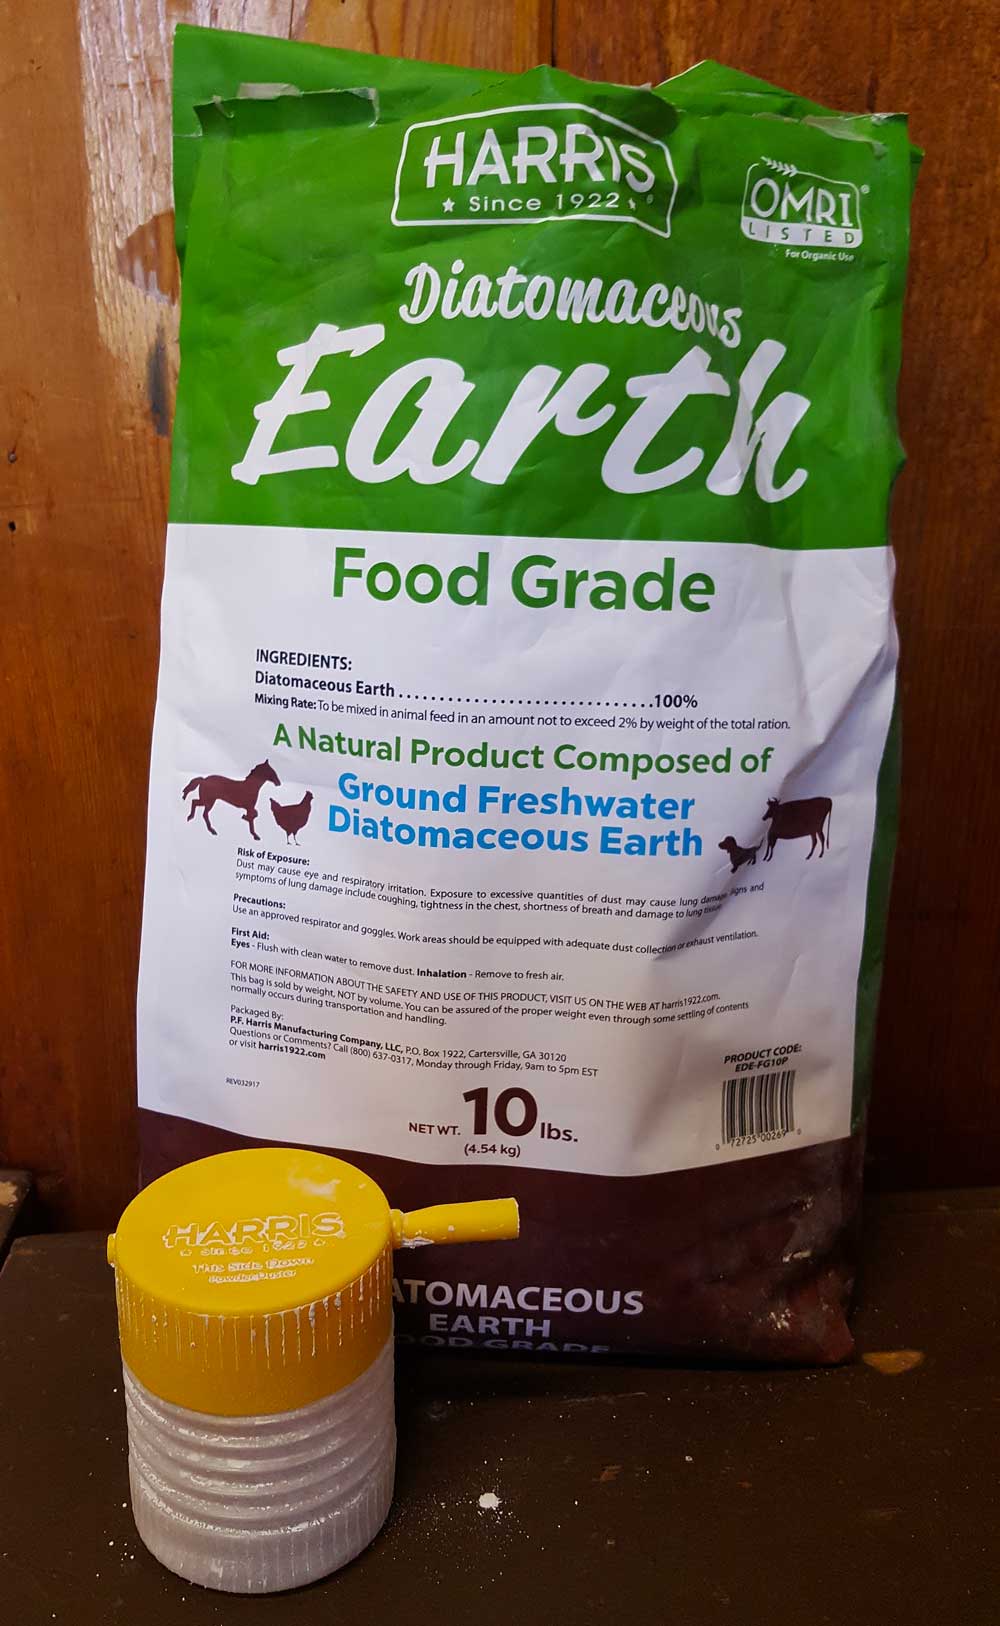 HARRIS
★ Since 1922 ★ ®
OMRI ®
LISTED
For Organic Use
Diatomaceous
Earth
Food Grade
INGREDIENTS:
Diatomaceous Earth ................................100%
Mixing Rate: To be mixed in animal feed in an amount not to exceed 2% by weight of the total ration.
A Natural Product Composed of
Ground Freshwater
Diatomaceous Earth
Risk of Exposure:
Dust may cause eye and respiratory irritation. Exposure to excessive quantities of dust may cause lung damage. Signs and
symptoms of lung damage include coughing, tightness in the chest, shortness of breath and damage to lung tissue.
Precautions:
Use an approved respirator and goggles. Work areas should be equipped with adequate dust collection or exhaust ventilation.
First Aid:
Eyes - Flush with clean water to remove dust. Inhalation - Remove to fresh air.
FOR MORE INFORMATION ABOUT THE SAFETY AND USE OF THIS PRODUCT, VISIT US ON THE WEB AT harris1922.com.
This bag is sold by weight, NOT by volume. You can be assured of the proper weight even through some settling of contents
normally occurs during transportation and handling.
Packaged By:
P.F. Harris Manufacturing Company, LLC, P.O. Box 1922, Cartersville, GA 30120
Questions or Comments? Call (800) 637-0317, Monday through Friday, 9am to 5pm EST
or visit harris1922.com
REV032917
PRODUCT CODE:
EDE-FG10P
0 72725 00269 0
NET WT. 10 lbs.
(4.54 kg)
HARRIS
★ since 1922 ★
This Side Down
Powder Duster
ATOMACEOUS
EARTH
OOD GRADE